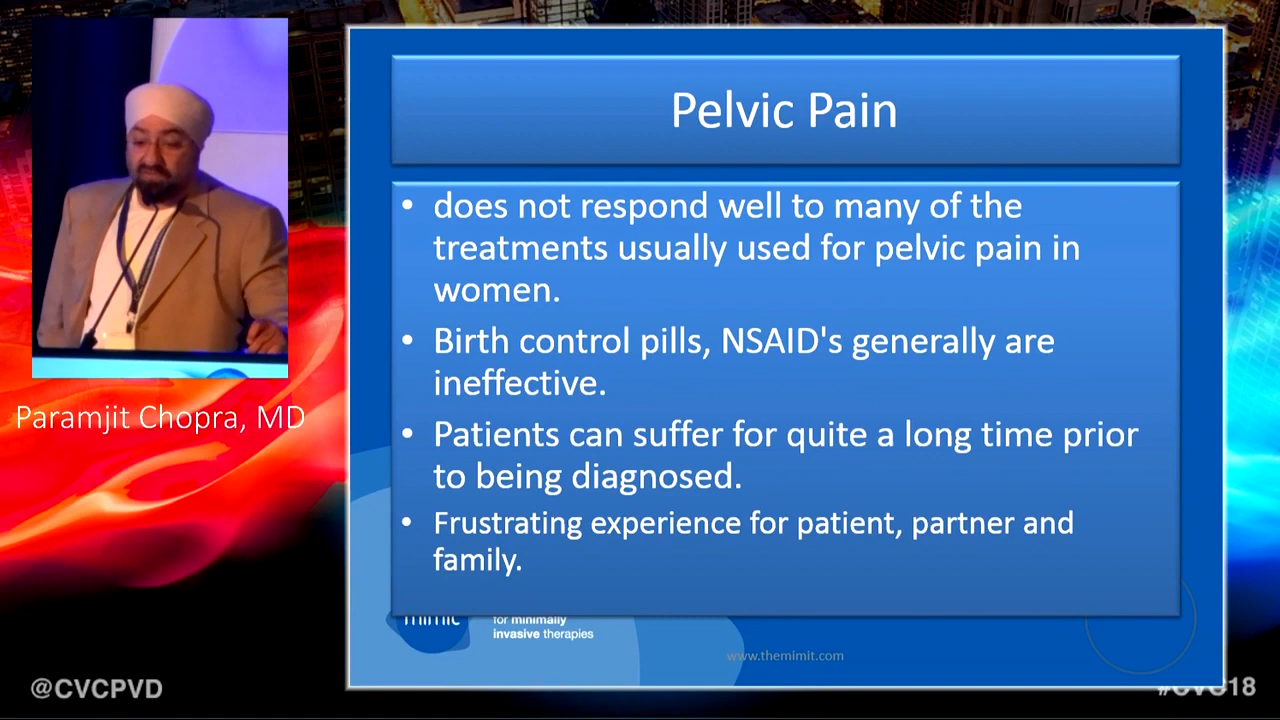 Pelvic Pain
• does not respond well to many of the
treatments usually used for pelvic pain in
women.
• Birth control pills, NSAID's generally are
ineffective.
• Patients can suffer for quite a long time prior
to being diagnosed.
• Frustrating experience for patient, partner and
family.
for minimally
invasive therapies
www.themimit.com
Paramjit Chopra, MD
@CVCPVD
#CVC18